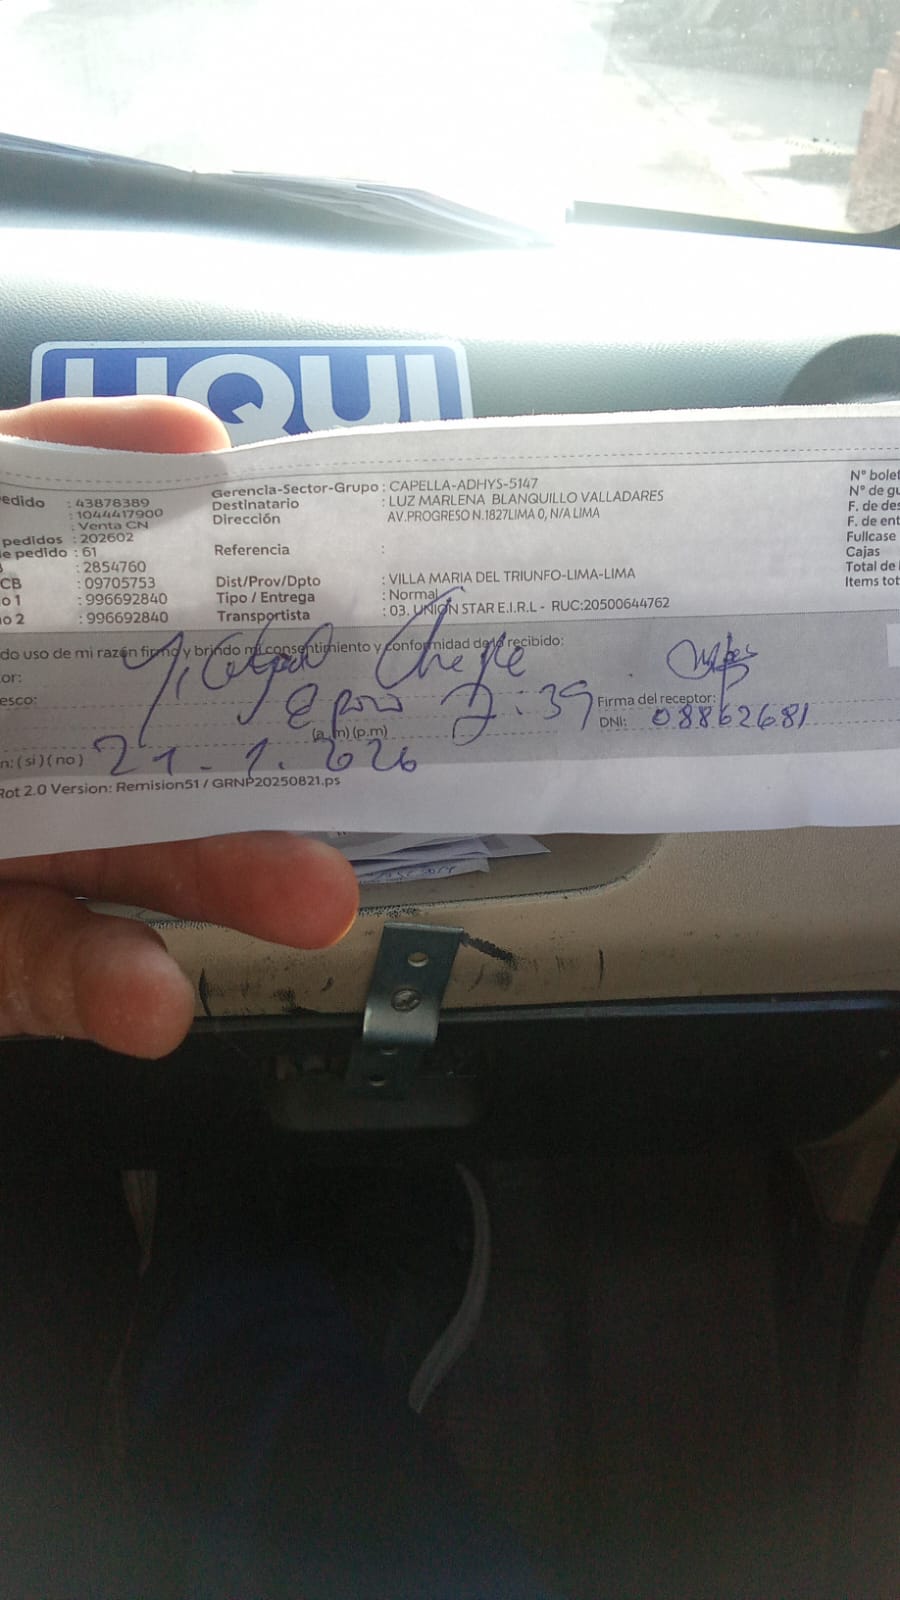 LIQUI
edido : 43878389
: 1044417900
: Venta CN
pedidos : 202602
e pedido : 61
: 2854760
CB : 09705753
o 1 : 996692840
o 2 : 996692840
Gerencia-Sector-Grupo : CAPELLA-ADHYS-5147
Destinatario : LUZ MARLENA BLANQUILLO VALLADARES
Dirección AV.PROGRESO N.1827LIMA 0, N/A LIMA
Referencia :
Dist/Prov/Dpto : VILLA MARIA DEL TRIUNFO-LIMA-LIMA
Tipo / Entrega : Normal
Transportista : 03. UNION STAR E.I.R.L - RUC:20500644762
N° bolet
N° de gu
F. de des
F. de ent
Fullcase
Cajas
Total de
Items tot
do uso de mi razón firmo y brindo mi consentimiento y conformidad de lo recibido:
or:
esco:
2:39
Firma del receptor:
(a.m) (p.m)
DNI: 08862681
n: ( si ) ( no ) 21-1.2026
Rot 2.0 Version: Remision51 / GRNP20250821.ps